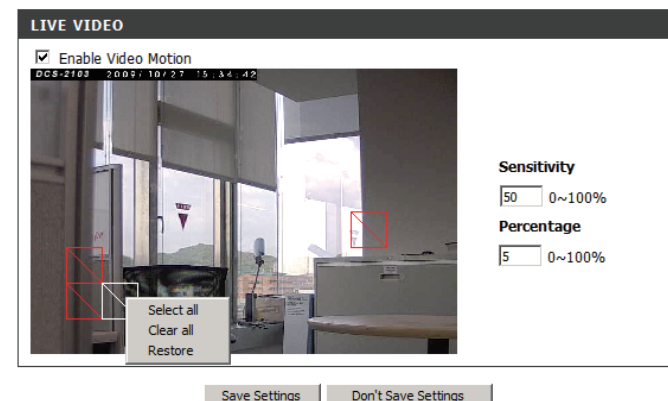 LIVE VIDEO
Enable Video Motion
DCS-2103 2009/10/27 15:34:42
Sensitivity
50 0~100%
Percentage
5 0~100%
Select all
Clear all
Restore
Save Settings Don't Save Settings